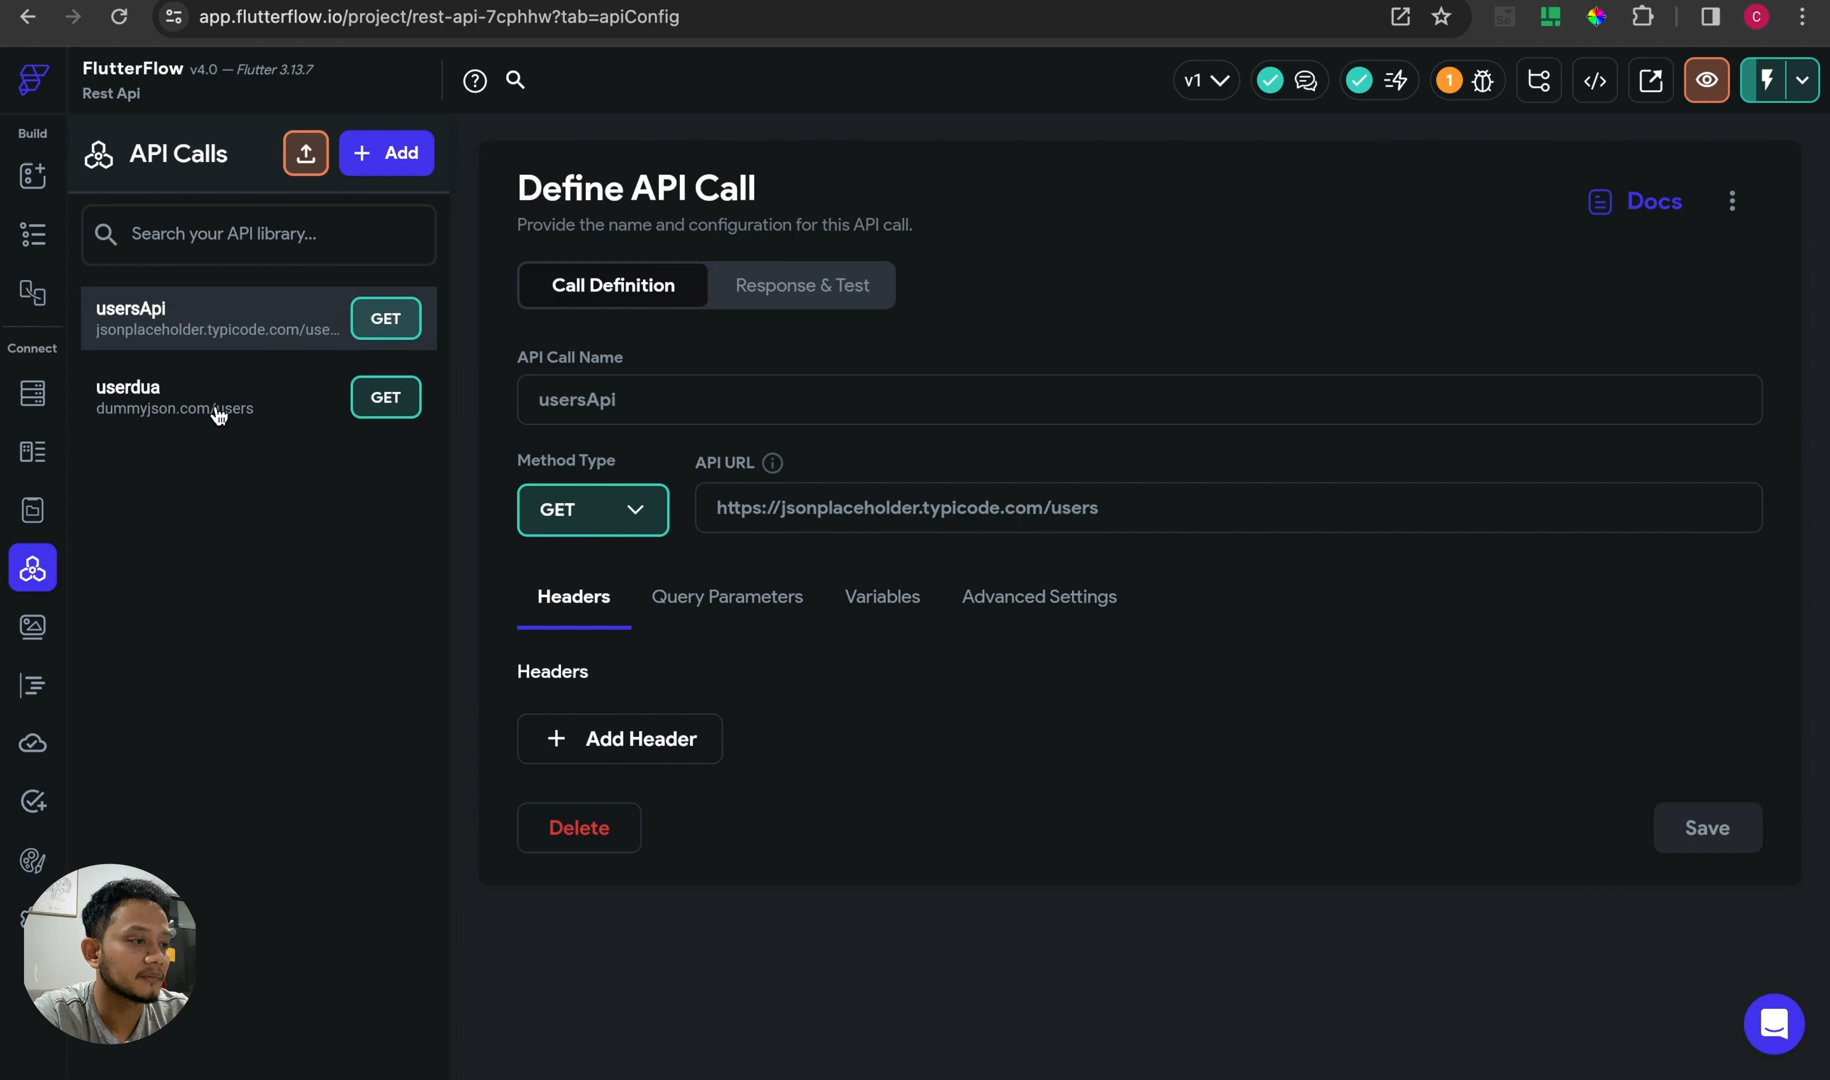 app.flutterflow.io/project/rest-api-7cphhw?tab=apiConfig
C
FlutterFlow v4.0 — Flutter 3.13.7
Rest Api
v1
1
Build
Connect
API Calls
+ Add
Search your API library...
usersApi
jsonplaceholder.typicode.com/use...
GET
userdua
dummyjson.com/users
GET
Define API Call
Provide the name and configuration for this API call.
Docs
Call Definition
Response & Test
API Call Name
usersApi
Method Type
API URL
GET
https://jsonplaceholder.typicode.com/users
Headers
Query Parameters
Variables
Advanced Settings
Headers
+ Add Header
Delete
Save